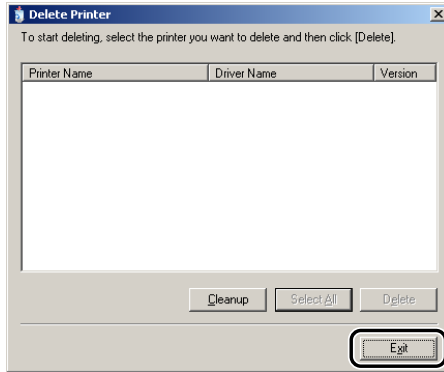 Delete Printer
To start deleting, select the printer you want to delete and then click [Delete].
Printer Name Driver Name Version
Cleanup Select All Delete
Exit